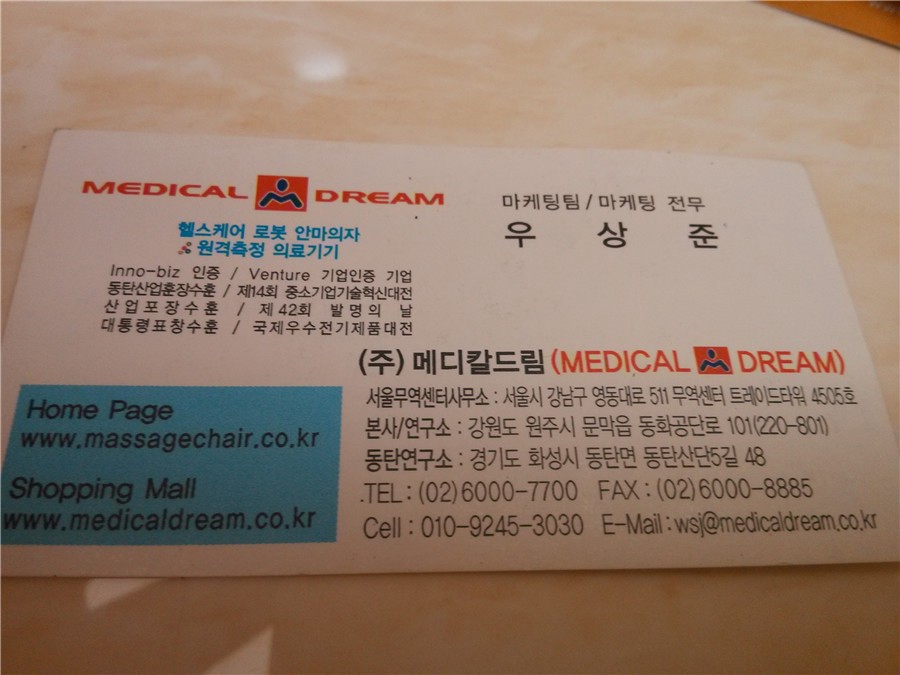 MEDICAL DREAM
헬스케어 로봇 안마의자
원격측정 의료기기
Inno-biz 인증 / Venture 기업인증 기업
동탄산업훈장수훈 / 제14회 중소기업기술혁신대전
산업포장수훈 / 제42회 발명의 날
대통령표창수훈 / 국제우수전기제품대전
마케팅팀/마케팅 전무
우 상 준
(주) 메디칼드림(MEDICAL DREAM)
서울무역센터사무소 : 서울시 강남구 영동대로 511 무역센터 트레이드타워 4505호
본사/연구소 : 강원도 원주시 문막읍 동화공단로 101(220-801)
동탄연구소 : 경기도 화성시 동탄면 동탄산단5길 48
TEL : (02)6000-7700 FAX : (02)6000-8885
Cell : 010-9245-3030 E-Mail : wsj@medicaldream.co.kr
Home Page
www.massagechair.co.kr
Shopping Mall
www.medicaldream.co.kr